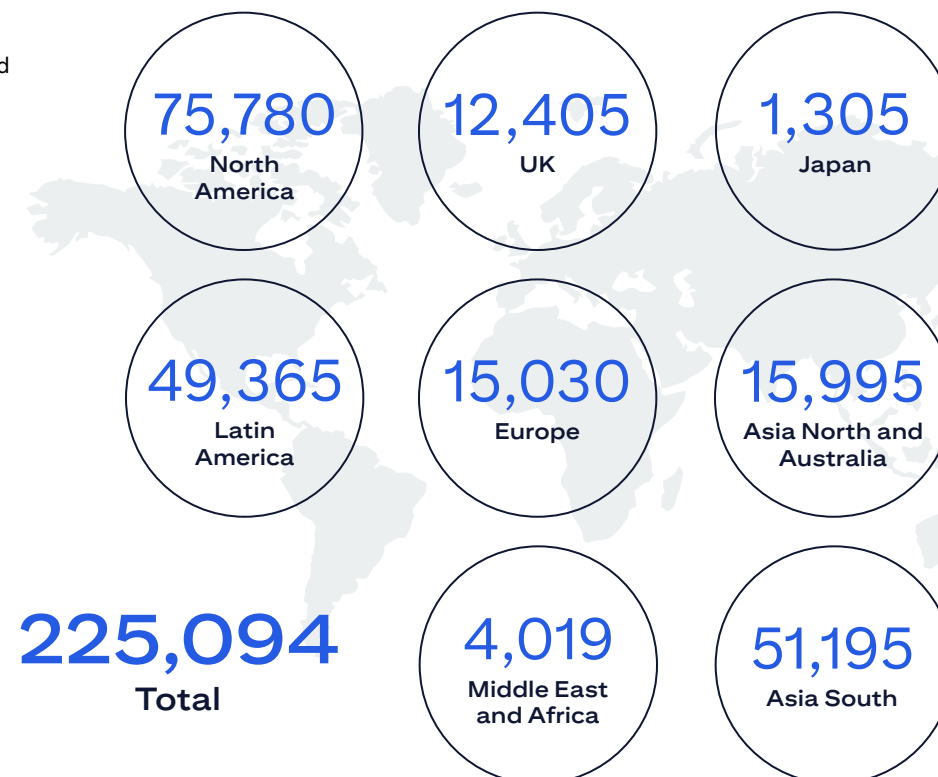 d
75,780
North
America
12,405
UK
1,305
Japan
49,365
Latin
America
15,030
Europe
15,995
Asia North and
Australia
225,094
Total
4,019
Middle East
and Africa
51,195
Asia South